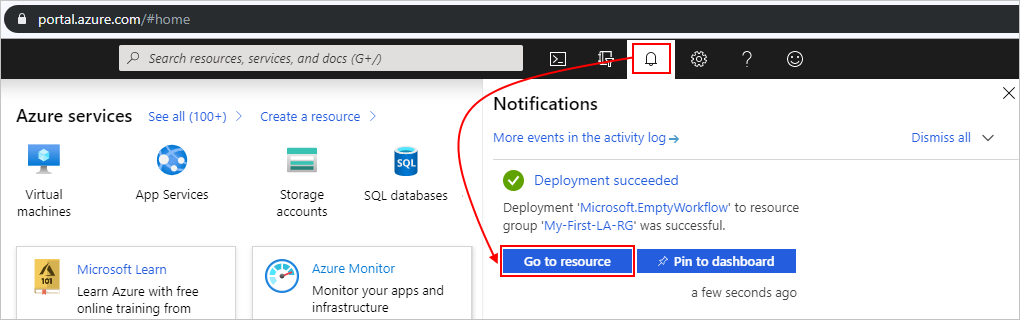 portal.azure.com/#home
Search resources, services, and docs (G+/)
Azure services
See all (100+)
Create a resource
Virtual
machines
App Services
Storage
accounts
SQL
SQL databases
101
Microsoft Learn
Learn Azure with free
online training from
Azure Monitor
Monitor your apps and
infrastructure
Notifications
More events in the activity log
Dismiss all
Deployment succeeded
Deployment 'Microsoft.EmptyWorkflow' to resource
group 'My-First-LA-RG' was successful.
Go to resource
Pin to dashboard
a few seconds ago